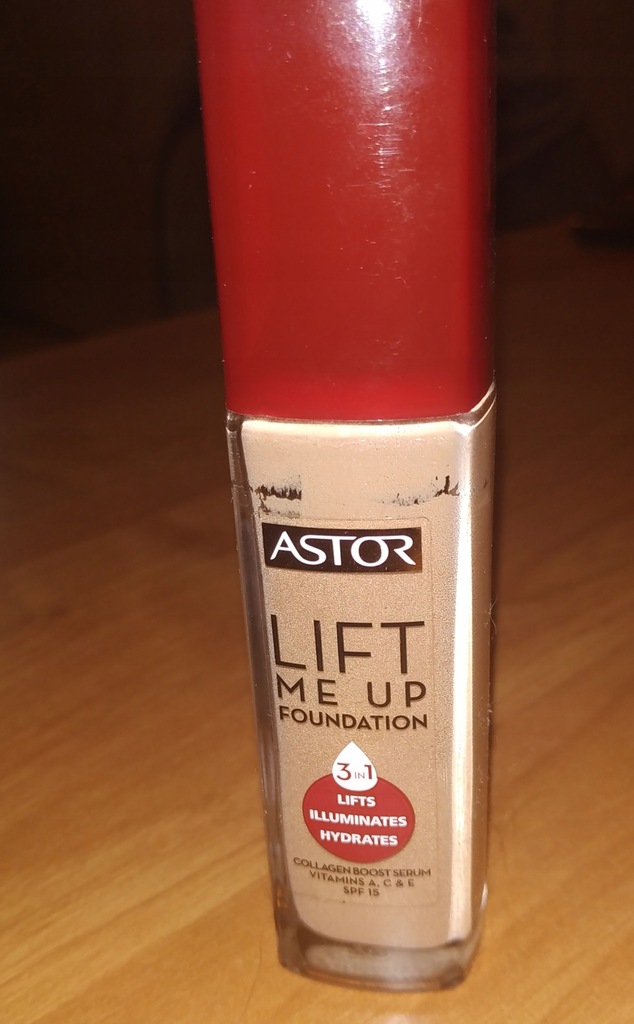 ASTOR
LIFT
ME UP
FOUNDATION
3 IN 1
LIFTS
ILLUMINATES
HYDRATES
COLLAGEN BOOST SERUM
VITAMINS A, C & E
SPF 15